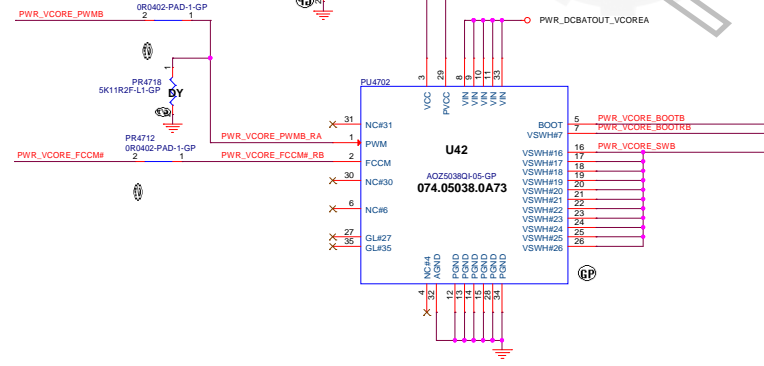 0R0402-PAD-1-GP
PWR_VCORE_PWMB
2
1
PWR_DCBATOUT_VCOREA
1
PR4718
5K11R2F-L1-GP
DY
PU4702
3
29
8
9
10
11
33
VCC
PVCC
VIN
VIN
VIN
VIN
VIN
31
NC#31
BOOT
5
PWR_VCORE_BOOTB
VSWH#7
7
PWR_VCORE_BOOTRB
PR4712
0R0402-PAD-1-GP
PWR_VCORE_PWMB_RA
1
PWM
U42
VSWH#16
16
PWR_VCORE_SWB
PWR_VCORE_FCCM#
2
1
PWR_VCORE_FCCM#_RB
2
FCCM
VSWH#17
17
VSWH#18
18
30
NC#30
AOZ5038QI-05-GP
VSWH#19
19
074.05038.0A73
VSWH#20
20
VSWH#21
21
6
NC#6
VSWH#22
22
VSWH#23
23
VSWH#24
24
27
GL#27
VSWH#25
25
35
GL#35
VSWH#26
26
NC#4
AGND
PGND
PGND
PGND
PGND
PGND
PGND
GP
4
32
12
13
14
15
28
34